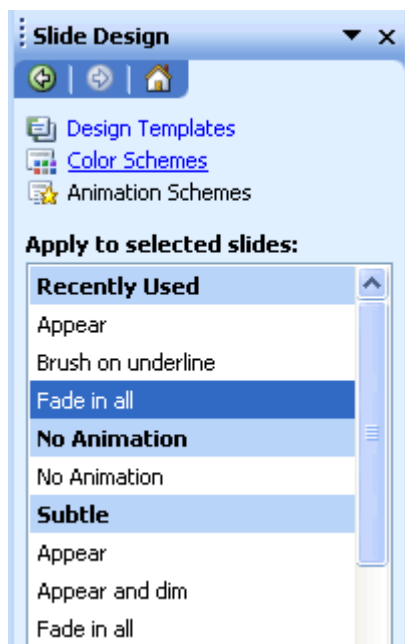 Slide Design
Design Templates
Color Schemes
Animation Schemes
Apply to selected slides:
Recently Used
Appear
Brush on underline
Fade in all
No Animation
No Animation
Subtle
Appear
Appear and dim
Fade in all